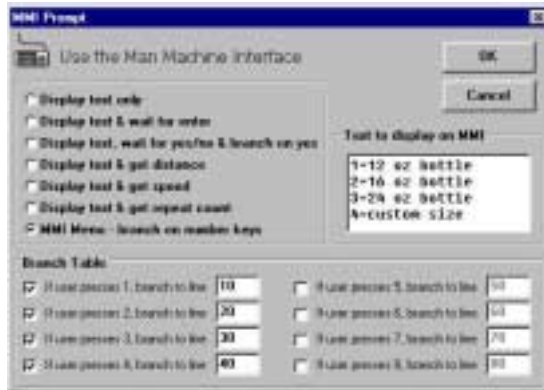 MMI Prompt
Use the Man Machine Interface
OK
Cancel
Display text only
Display text & wait for enter
Display text, wait for yes/no & branch on yes
Display text & get distance
Display text & get speed
Display text & get repeat count
MMI Menu - branch on number keys
Text to display on MMI
1-12 oz bottle
2-16 oz bottle
3-24 oz bottle
4-custom size
Branch Table
If user presses 1, branch to line 10
If user presses 2, branch to line 20
If user presses 3, branch to line 30
If user presses 4, branch to line 40
If user presses 5, branch to line 50
If user presses 6, branch to line 60
If user presses 7, branch to line 70
If user presses 8, branch to line 80